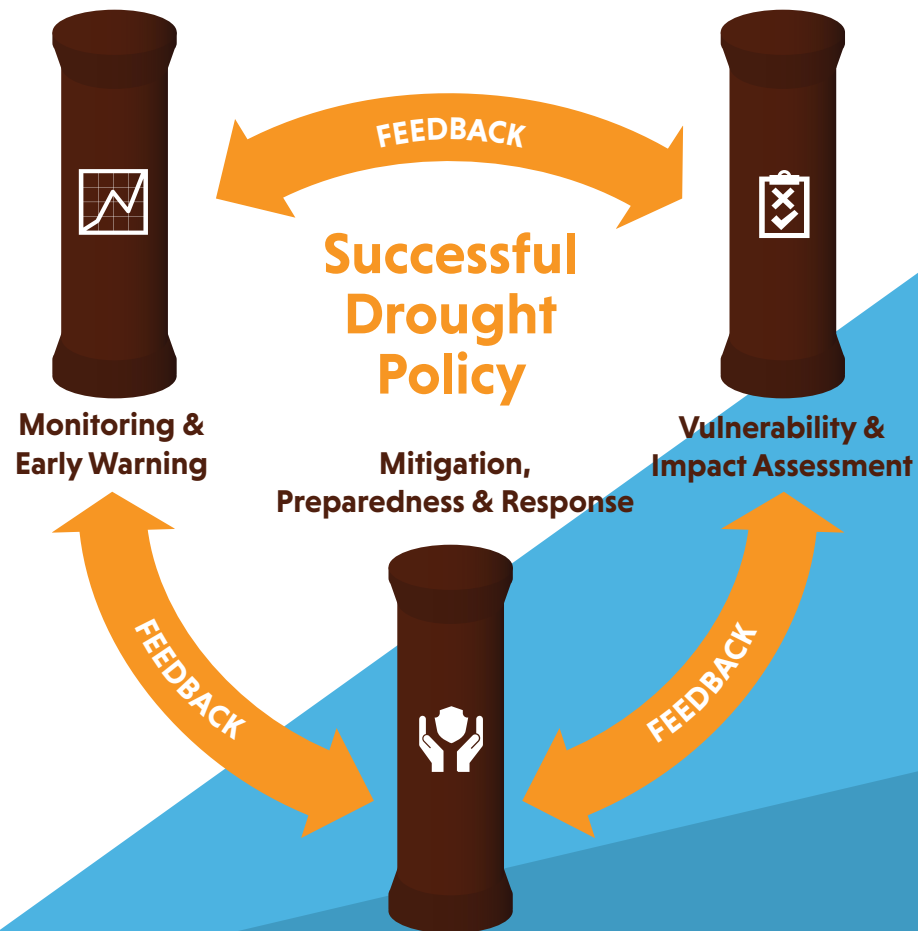 FEEDBACK
Successful
Drought
Policy
Monitoring &
Early Warning
Vulnerability &
Impact Assessment
Mitigation,
Preparedness & Response
FEEDBACK
FEEDBACK